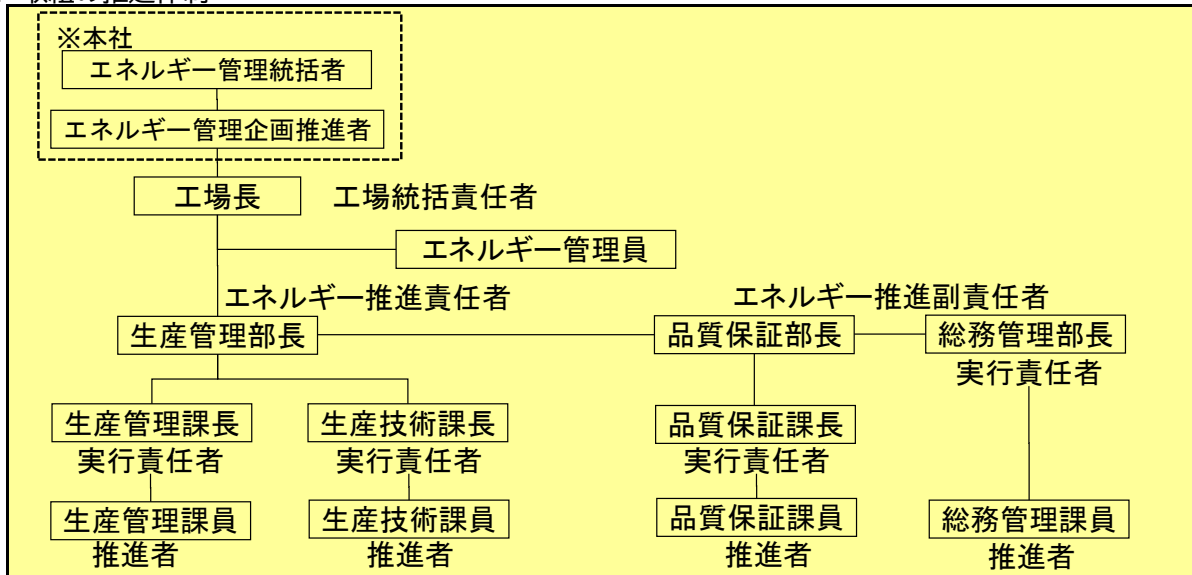 ※本社
エネルギー管理統括者
エネルギー管理企画推進者
工場長 工場統括責任者
エネルギー管理員
エネルギー推進責任者 エネルギー推進副責任者
生産管理部長 品質保証部長 総務管理部長
実行責任者
生産管理課長 生産技術課長 品質保証課長
実行責任者 実行責任者 実行責任者
生産管理課員 生産技術課員 品質保証課員 総務管理課員
推進者 推進者 推進者 推進者